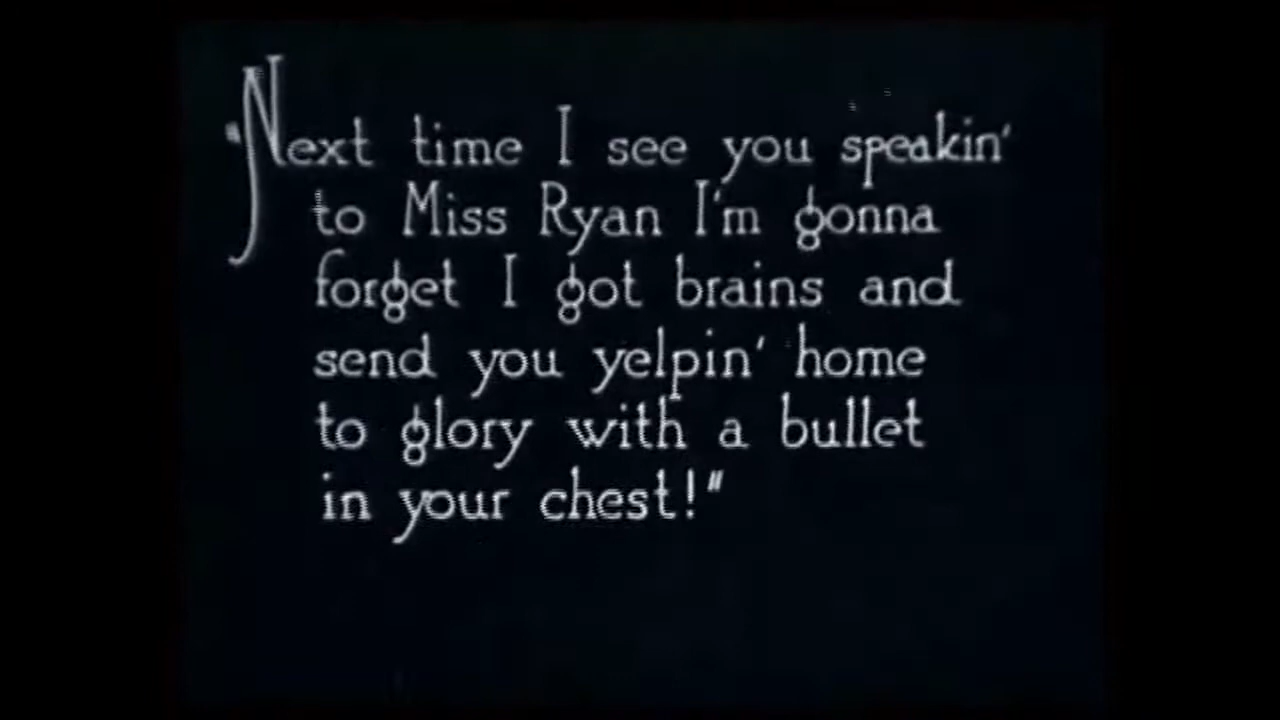 "Next time I see you speakin'
to Miss Ryan I'm gonna
forget I got brains and
send you yelpin' home
to glory with a bullet
in your chest!"